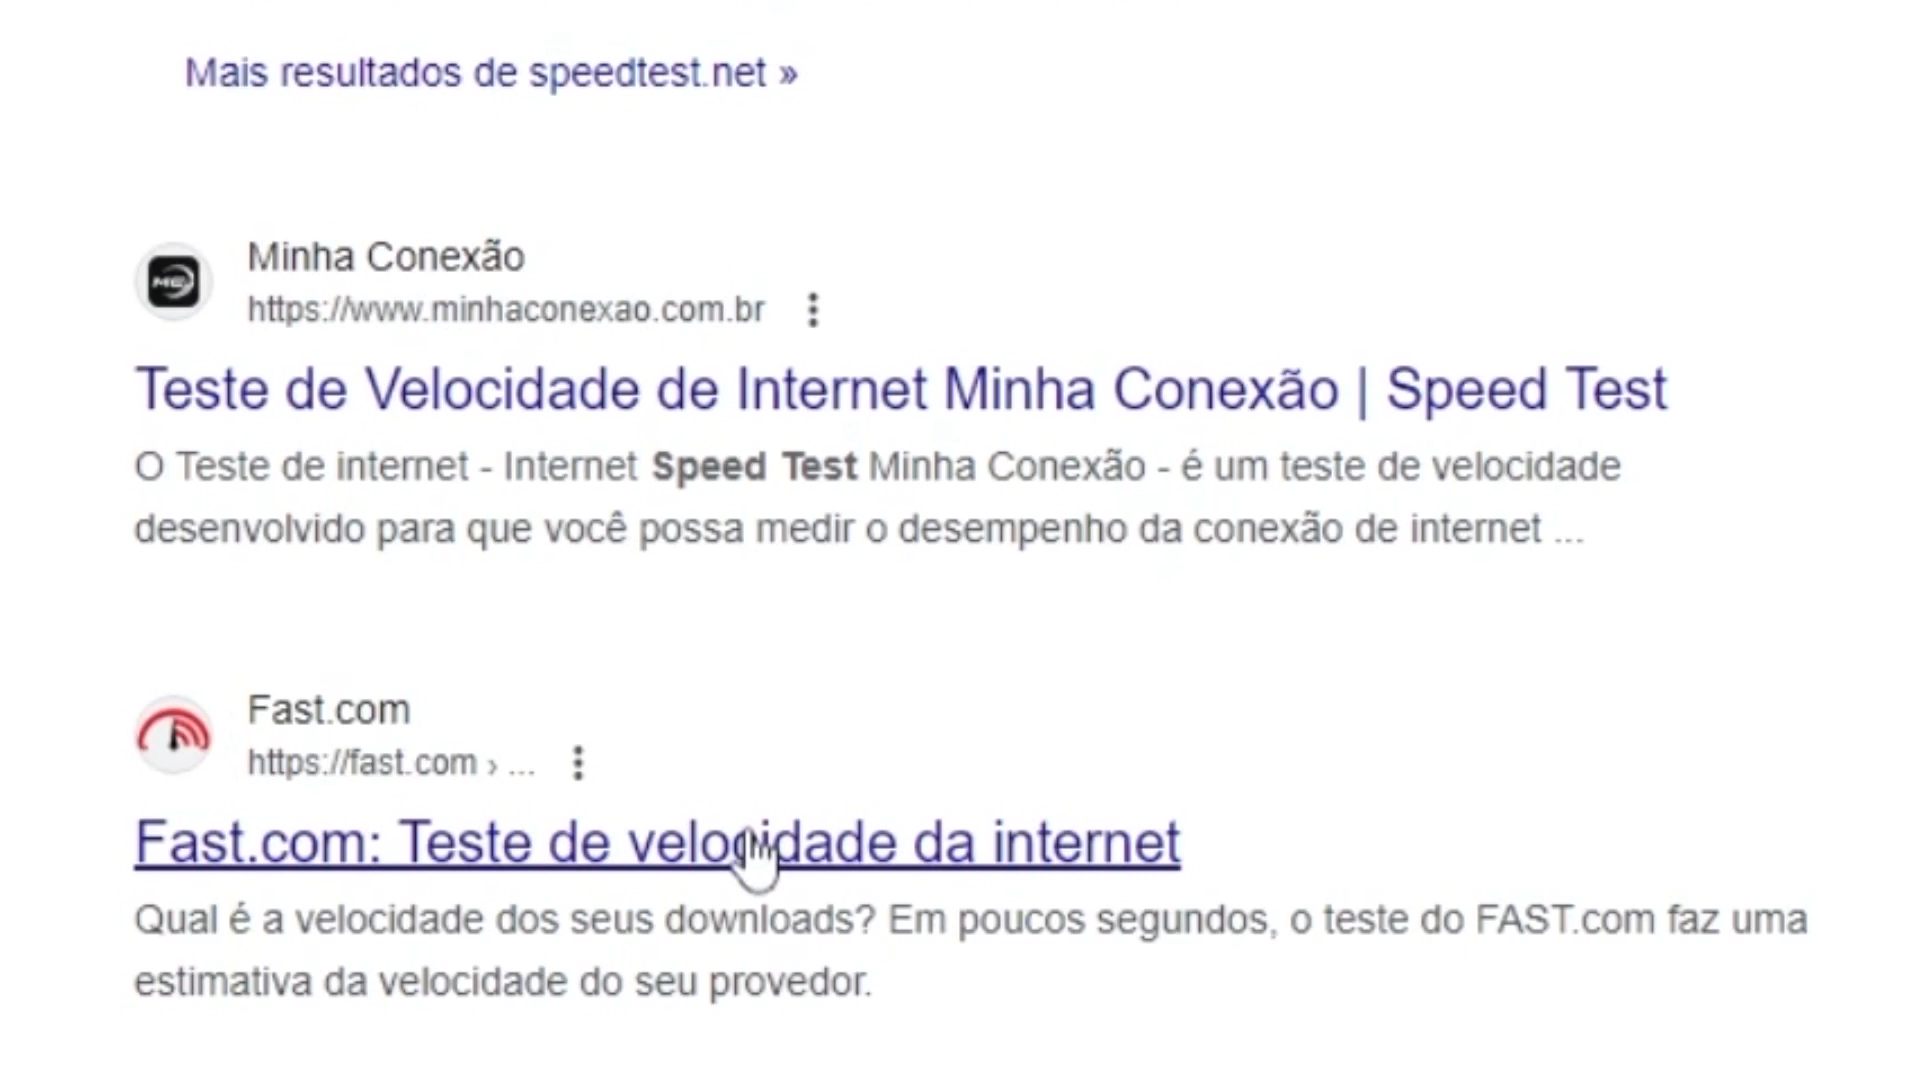 Mais resultados de speedtest.net »
Minha Conexão
https://www.minhaconexao.com.br
Teste de Velocidade de Internet Minha Conexão | Speed Test
O Teste de internet - Internet Speed Test Minha Conexão - é um teste de velocidade
desenvolvido para que você possa medir o desempenho da conexão de internet ...
Fast.com
https://fast.com › ...
Fast.com: Teste de velocidade da internet
Qual é a velocidade dos seus downloads? Em poucos segundos, o teste do FAST.com faz uma
estimativa da velocidade do seu provedor.